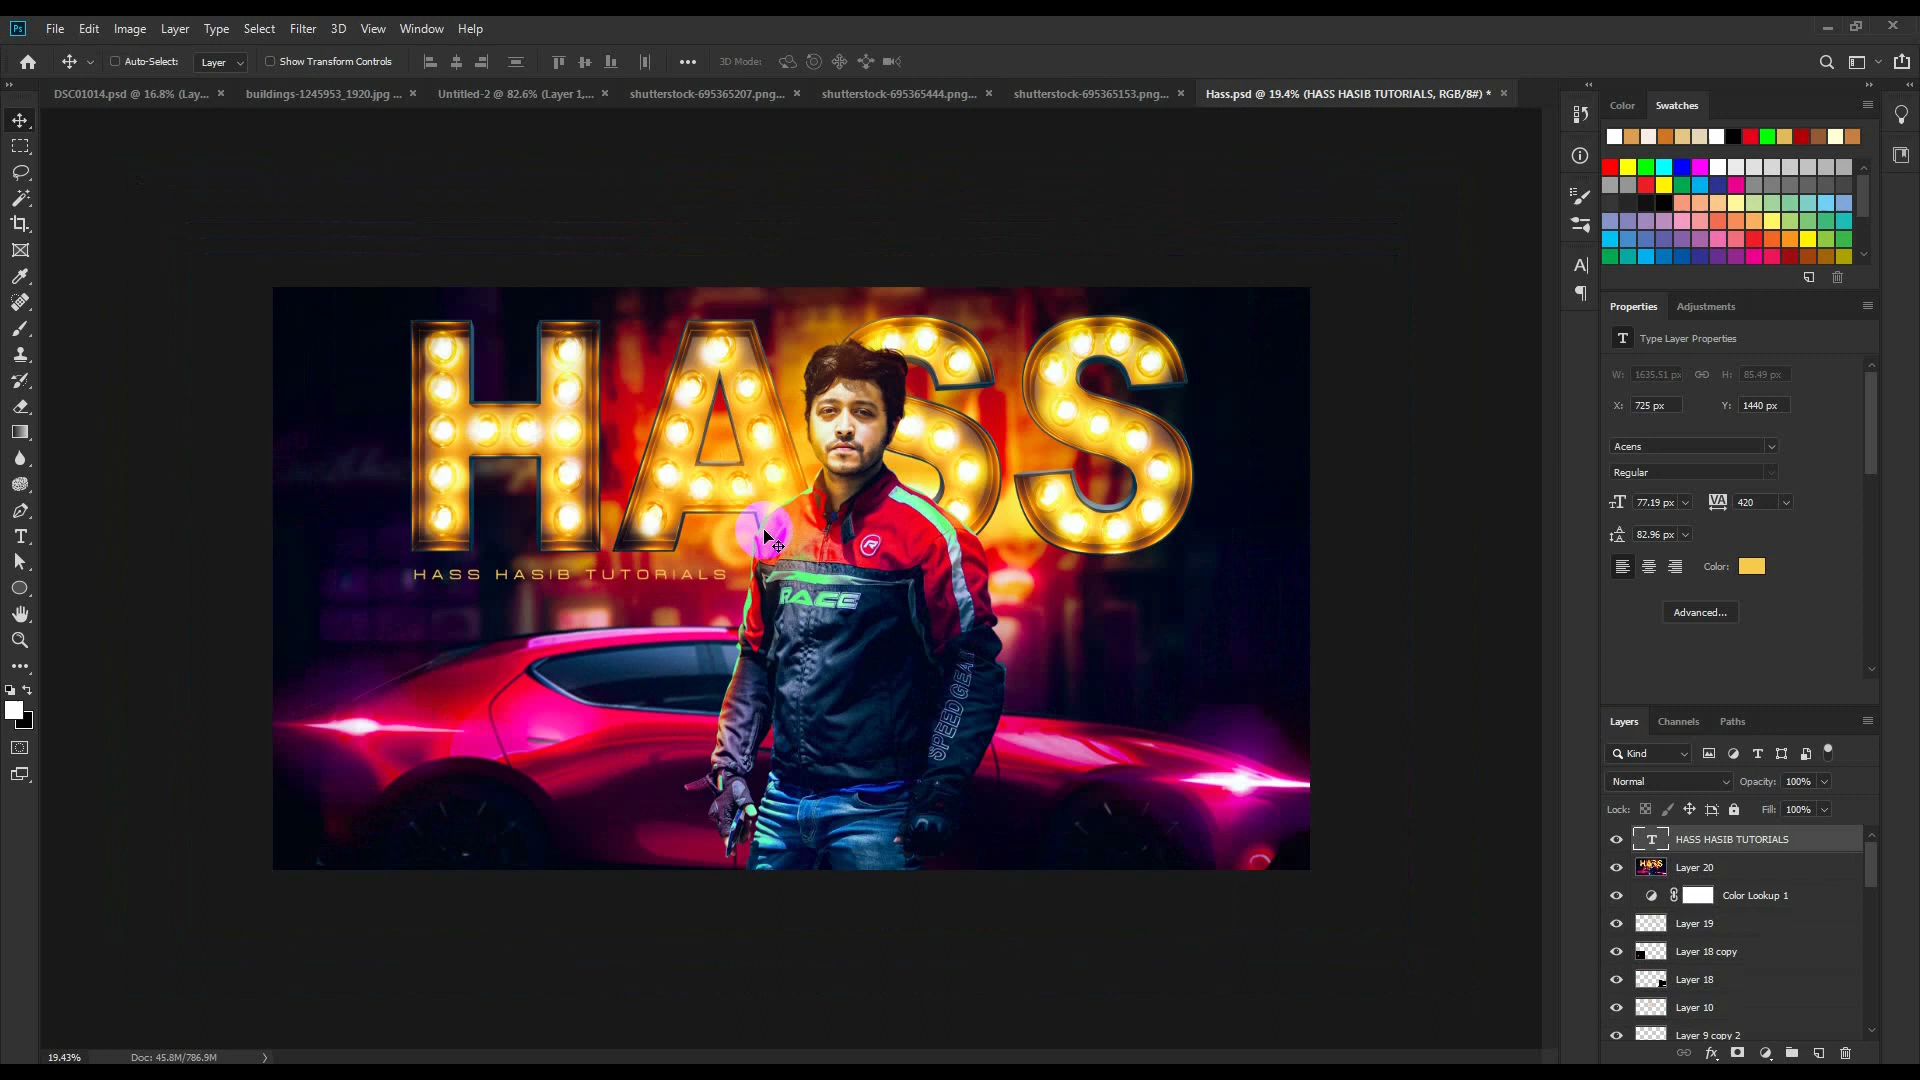 Ps File Edit Image Layer Type Select Filter 3D View Window Help
Auto-Select: Layer Show Transform Controls 3D Mode:
DSC01014.psd @ 16.8% (Lay...
buildings-1245953_1920.jpg ...
Untitled-2 @ 82.6% (Layer 1,...
shutterstock-695365207.png...
shutterstock-695365444.png...
shutterstock-695365153.png...
Hass.psd @ 19.4% (HASS HASIB TUTORIALS, RGB/8#) *
Color Swatches
HASS
HASS HASIB TUTORIALS
R
RACE
SPEED GEAR
Properties Adjustments
T Type Layer Properties
W: 1635.51 px H: 85.49 px
X: 725 px Y: 1440 px
Acens
Regular
77.19 px VA 420
82.96 px
Color:
Advanced...
Layers Channels Paths
Kind
Normal Opacity: 100%
Lock: Fill: 100%
T HASS HASIB TUTORIALS
Layer 20
Color Lookup 1
Layer 19
Layer 18 copy
Layer 18
Layer 10
Layer 9 copy 2
fx
19.43% Doc: 45.8M/786.9M